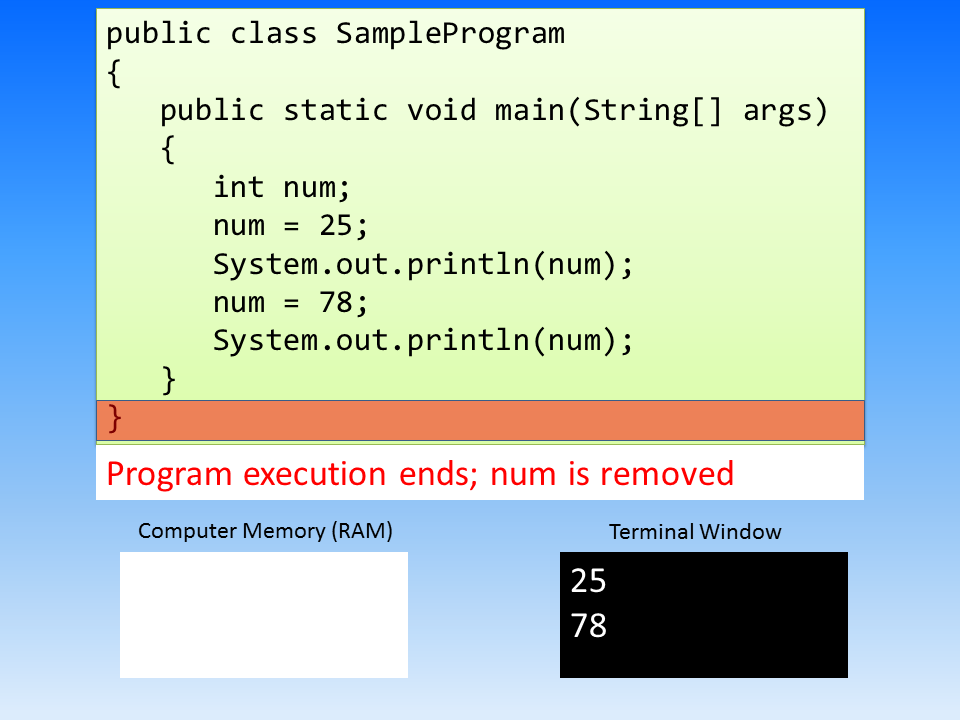 public class SampleProgram
{
   public static void main(String[] args)
   {
      int num;
      num = 25;
      System.out.println(num);
      num = 78;
      System.out.println(num);
   }
}
Program execution ends; num is removed
Computer Memory (RAM)
Terminal Window
25
78